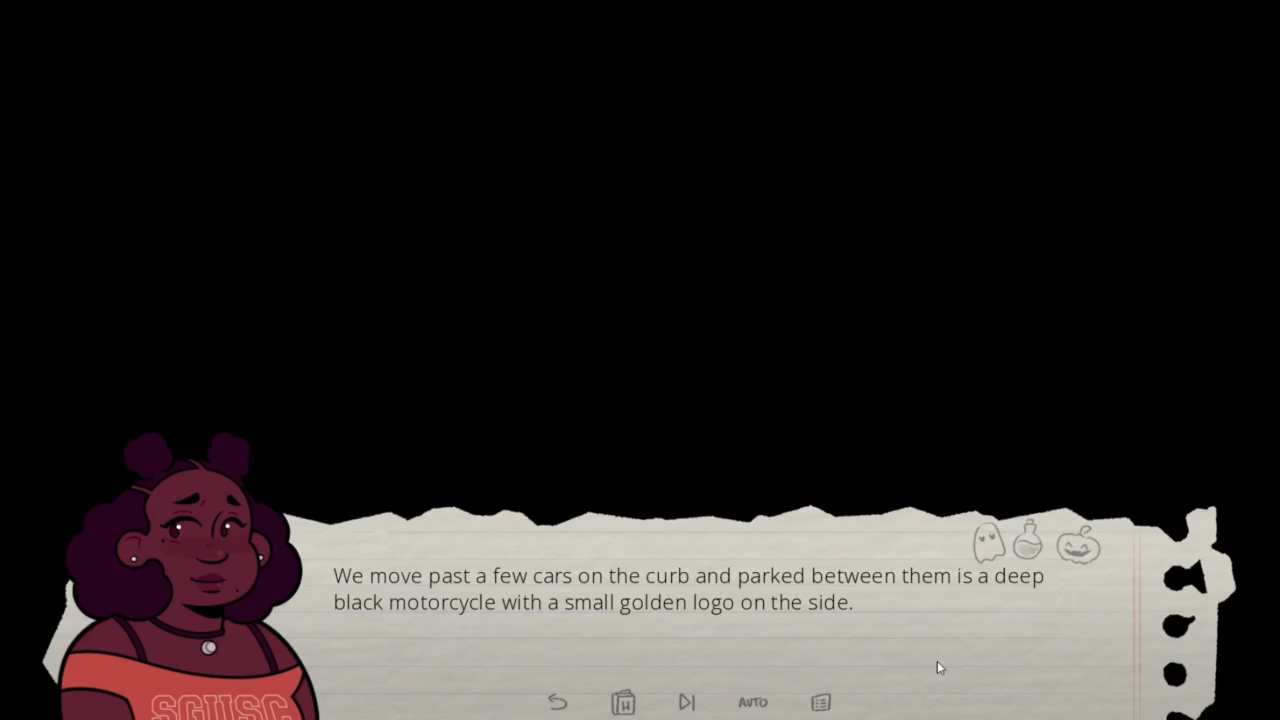 We move past a few cars on the curb and parked between them is a deep
black motorcycle with a small golden logo on the side.
SGUSC
H
AUTO